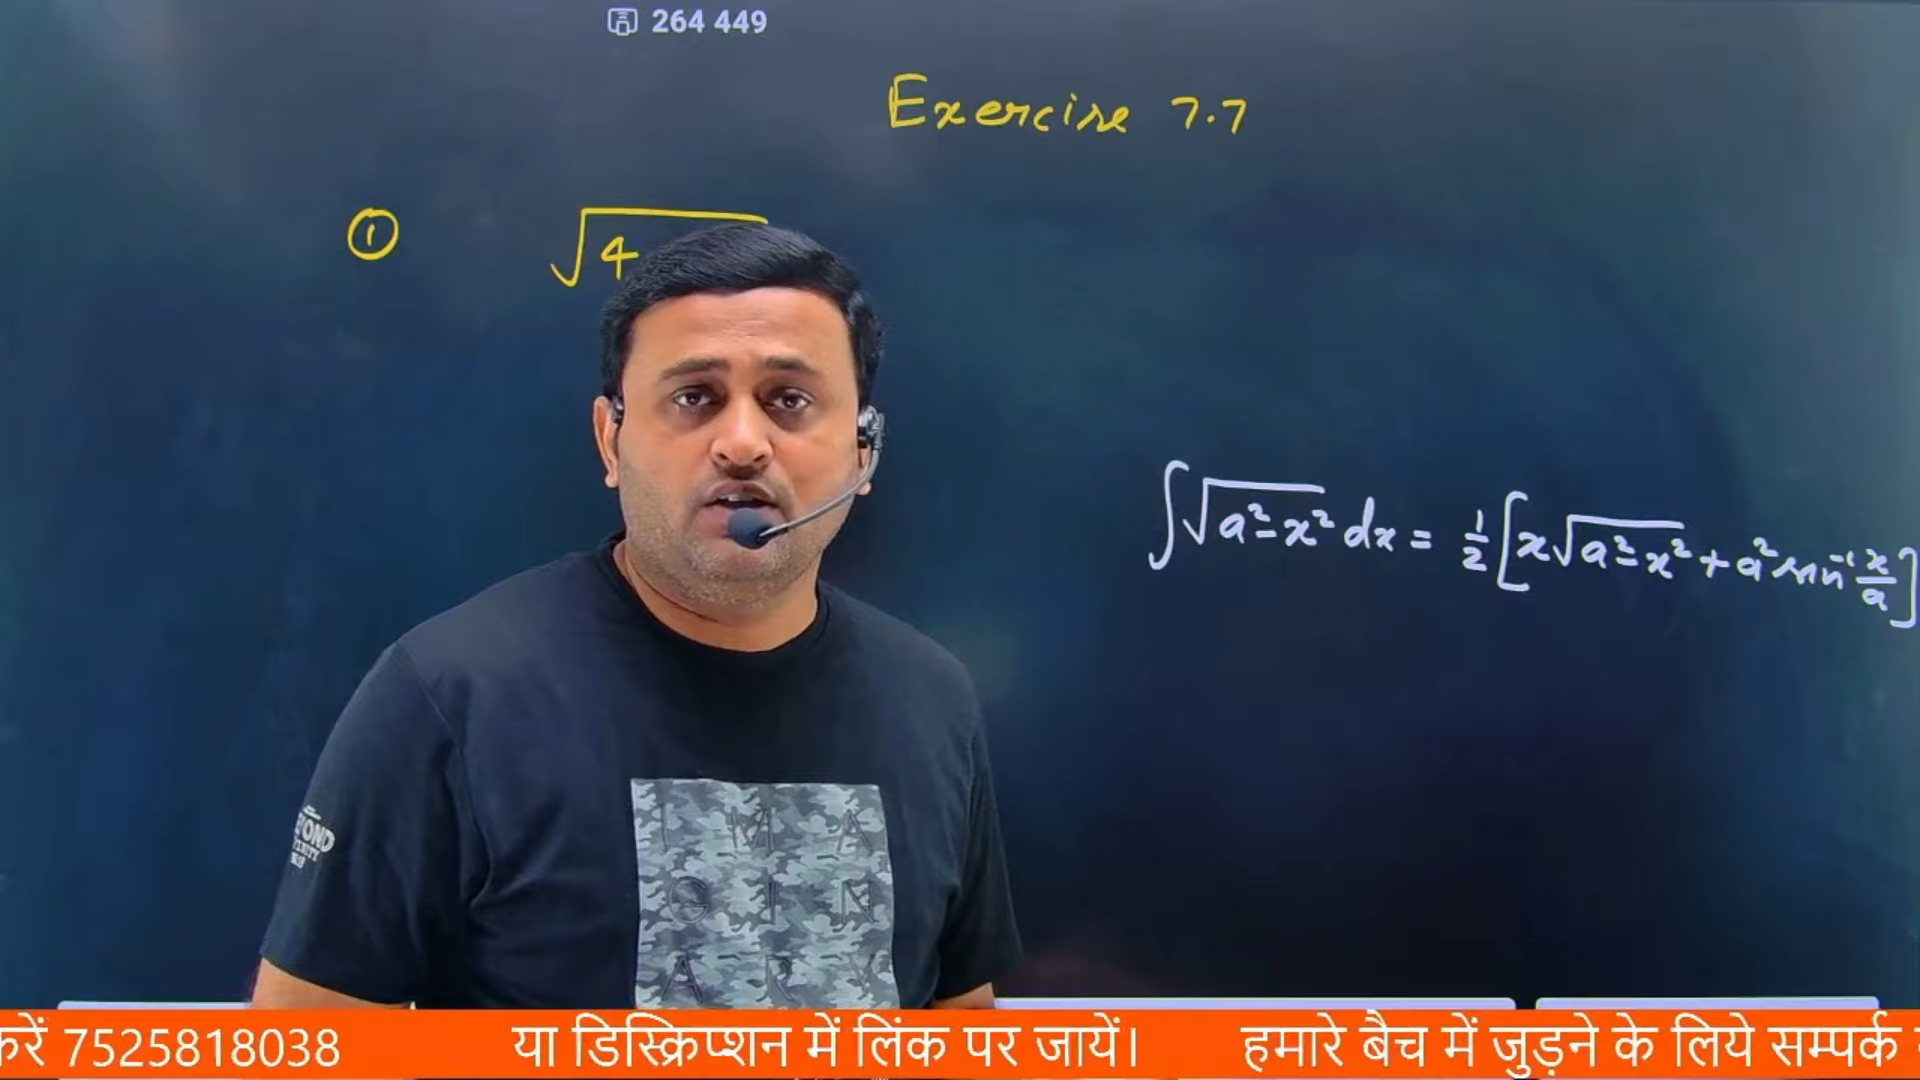 264 449
Exercise 7.7
① √4
∫√a²-x² dx = 1/2 [x√a²-x² + a² sin⁻¹ x/a]
I M A
G I N
A R Y
करें 7525818038 या डिस्क्रिप्शन में लिंक पर जायें। हमारे बैच में जुड़ने के लिये सम्पर्क